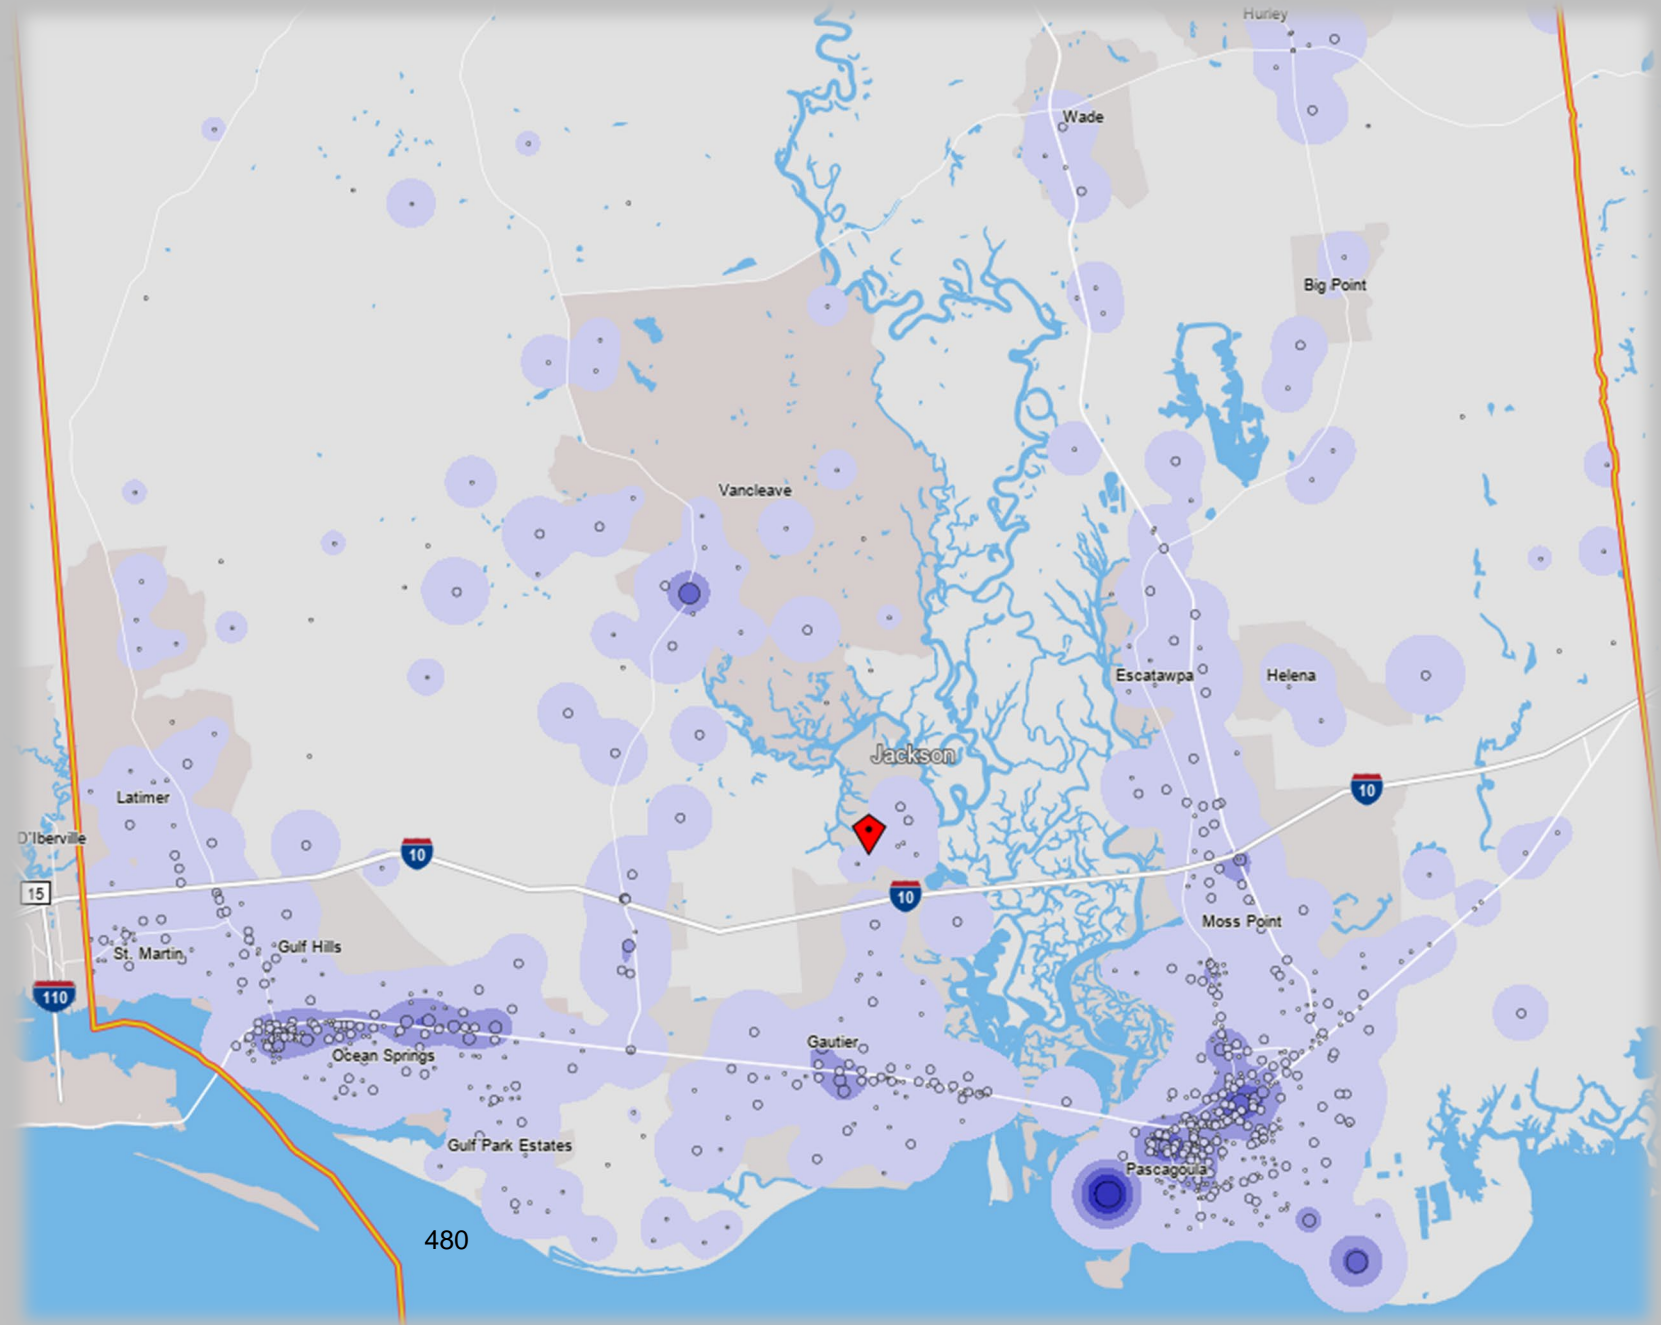 Hurley
Wade
Big Point
Vancleave
Escatawpa
Helena
Jackson
Latimer
10
D'Iberville
10
15
10
Moss Point
St. Martin
Gulf Hills
110
Gautier
Ocean Springs
Gulf Park Estates
Pascagoula
480